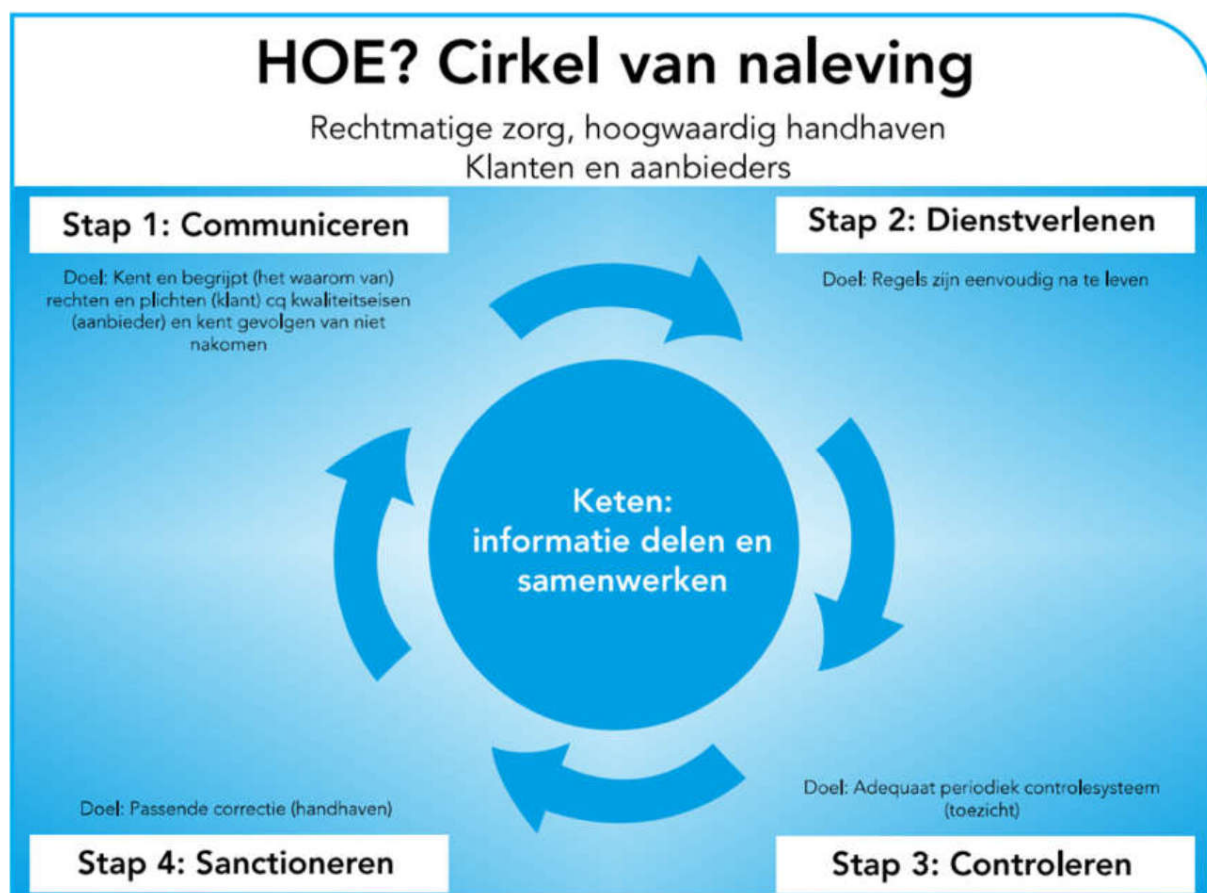 HOE? Cirkel van naleving
Rechtmatige zorg, hoogwaardig handhaven
Klanten en aanbieders
Stap 1: Communiceren
Doel: Kent en begrijpt (het waarom van)
rechten en plichten (klant) cq kwaliteitseisen
(aanbieder) en kent gevolgen van niet
nakomen
Stap 2: Dienstverlenen
Doel: Regels zijn eenvoudig na te leven
Keten:
informatie delen en
samenwerken
Doel: Adequaat periodiek controlesysteem
(toezicht)
Stap 3: Controleren
Doel: Passende correctie (handhaven)
Stap 4: Sanctioneren